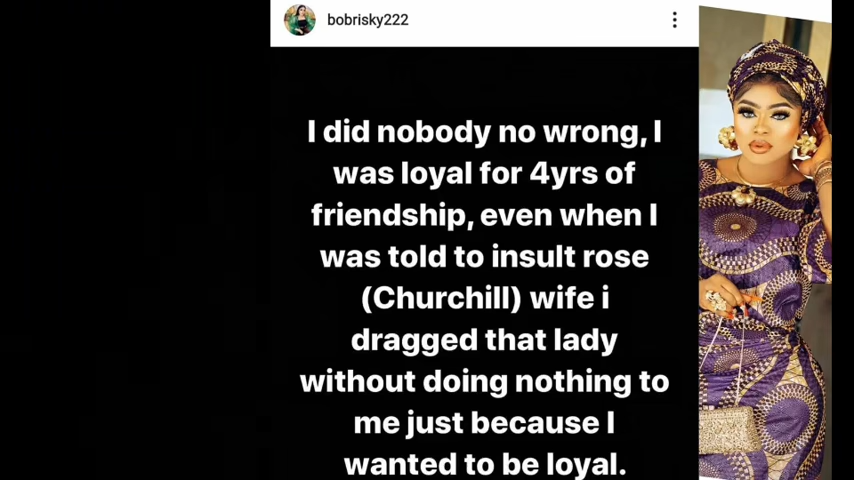 bobrisky222
I did nobody no wrong, I
was loyal for 4yrs of
friendship, even when I
was told to insult rose
(Churchill) wife i
dragged that lady
without doing nothing to
me just because I
wanted to be loyal.